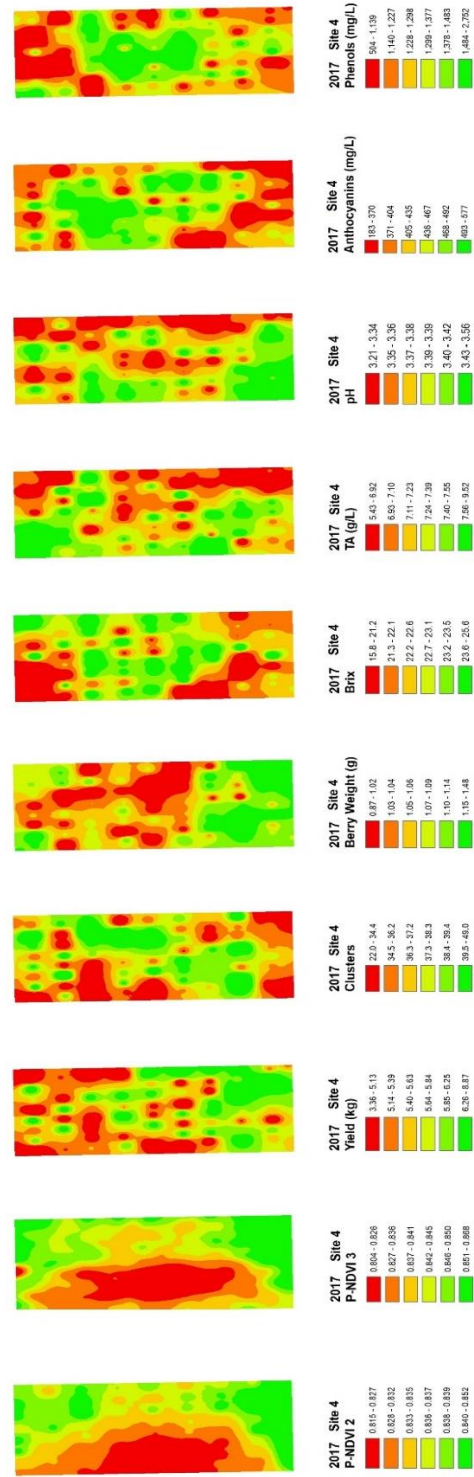 2017 Site 4
P-NDVI 2
0.815 - 0.827
0.828 - 0.832
0.833 - 0.835
0.836 - 0.837
0.838 - 0.839
0.840 - 0.852
2017 Site 4
P-NDVI 3
0.804 - 0.826
0.827 - 0.836
0.837 - 0.841
0.842 - 0.845
0.846 - 0.850
0.851 - 0.868
2017 Site 4
Yield (kg)
3.36 - 5.13
5.14 - 5.39
5.40 - 5.63
5.64 - 5.84
5.85 - 6.25
6.26 - 8.87
2017 Site 4
Clusters
22.0 - 34.4
34.5 - 36.2
36.3 - 37.2
37.3 - 38.3
38.4 - 39.4
39.5 - 49.0
2017 Site 4
Berry Weight (g)
0.87 - 1.02
1.03 - 1.04
1.05 - 1.06
1.07 - 1.09
1.10 - 1.14
1.15 - 1.48
2017 Site 4
Brix
15.8 - 21.2
21.3 - 22.1
22.2 - 22.6
22.7 - 23.1
23.2 - 23.5
23.6 - 25.6
2017 Site 4
TA (g/L)
5.43 - 6.92
6.93 - 7.10
7.11 - 7.23
7.24 - 7.39
7.40 - 7.55
7.56 - 9.52
2017 Site 4
pH
3.21 - 3.34
3.35 - 3.36
3.37 - 3.38
3.39 - 3.39
3.40 - 3.42
3.43 - 3.56
2017 Site 4
Anthocyanins (mg/L)
183 - 370
371 - 404
405 - 435
436 - 467
468 - 492
493 - 577
2017 Site 4
Phenols (mg/L)
504 - 1,139
1,140 - 1,227
1,228 - 1,298
1,299 - 1,377
1,378 - 1,483
1,484 - 2,752